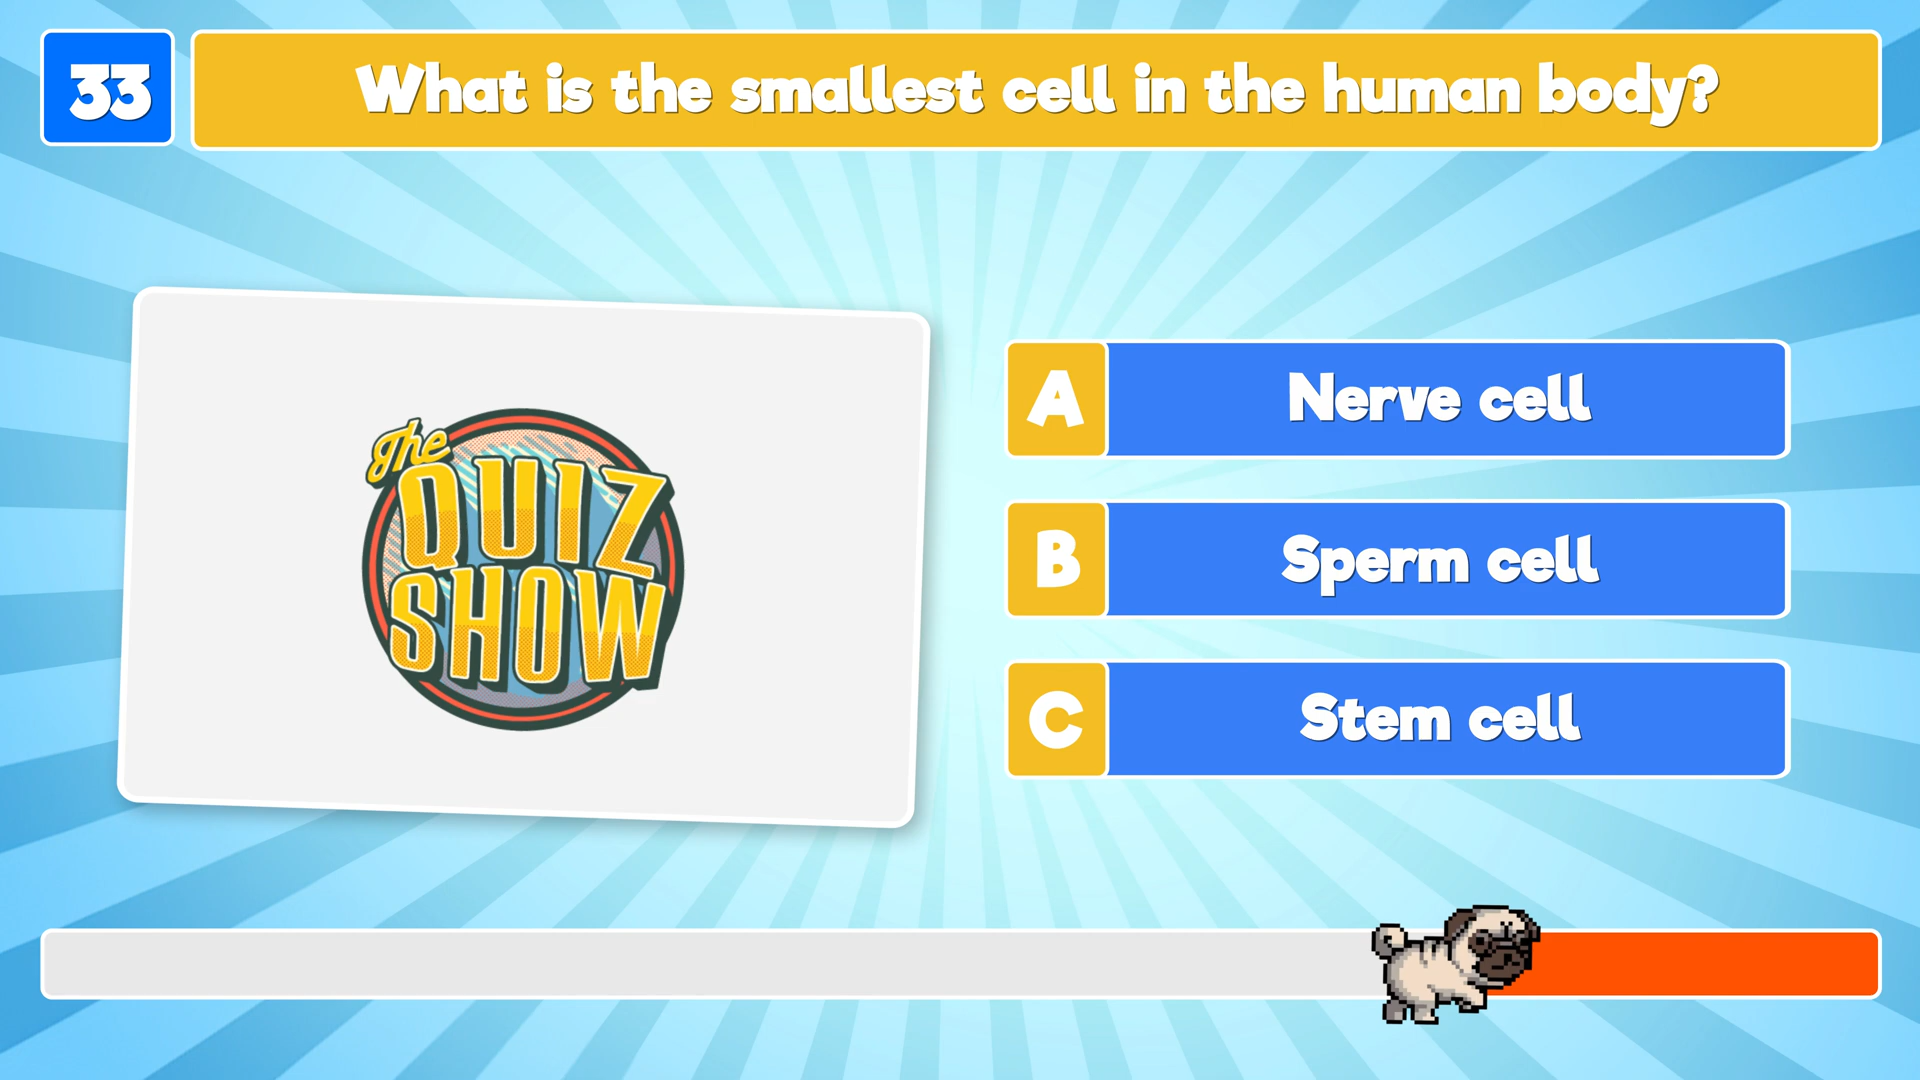 33
What is the smallest cell in the human body?
The
QUIZ
SHOW
A
Nerve cell
B
Sperm cell
C
Stem cell